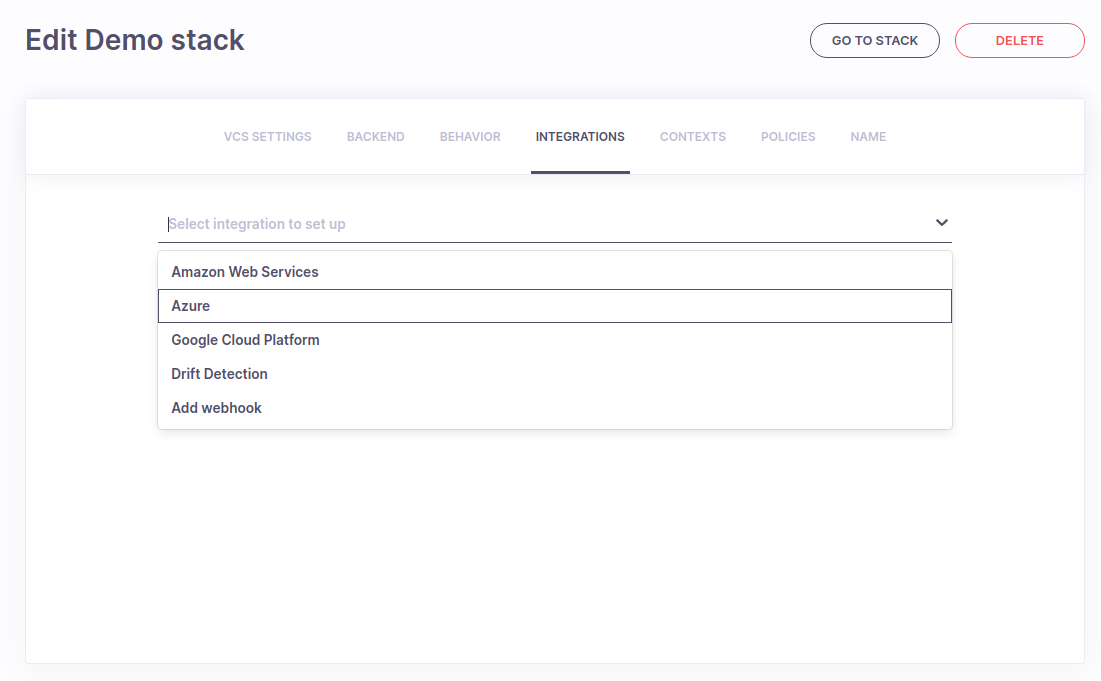 Edit Demo stack
GO TO STACK
DELETE
VCS SETTINGS BACKEND BEHAVIOR INTEGRATIONS CONTEXTS POLICIES NAME
Select integration to set up
Amazon Web Services
Azure
Google Cloud Platform
Drift Detection
Add webhook